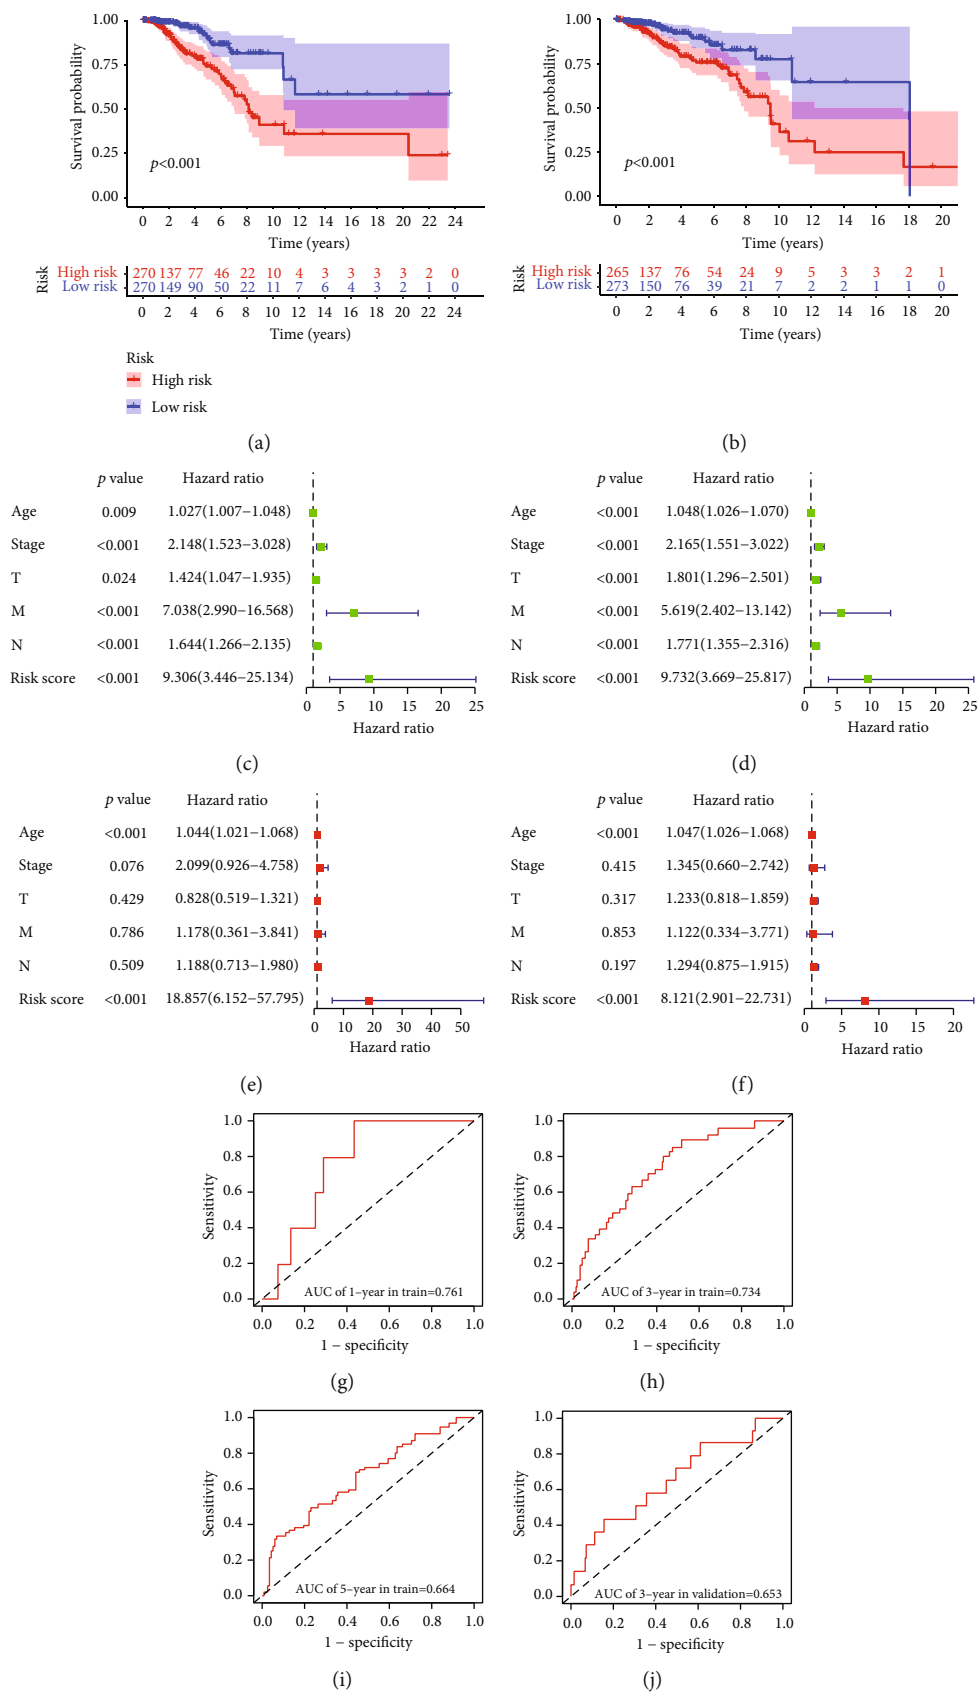 1.00
0.75
0.50
0.25
0.00
Survival probability
p<0.001
0 2 4 6 8 10 12 14 16 18 20 22 24
Time (years)
Risk
High risk 270 137 77 46 22 10 4 3 3 3 3 2 0
Low risk 270 149 90 50 22 11 7 6 4 3 2 1 0
0 2 4 6 8 10 12 14 16 18 20 22 24
Time (years)
Risk
High risk
Low risk
(a)
1.00
0.75
0.50
0.25
0.00
Survival probability
p<0.001
0 2 4 6 8 10 12 14 16 18 20
Time (years)
Risk
High risk 265 137 76 54 24 9 5 3 3 2 1
Low risk 273 150 76 39 21 7 2 2 1 1 0
0 2 4 6 8 10 12 14 16 18 20
Time (years)
(b)
p value Hazard ratio
Age 0.009 1.027(1.007−1.048)
Stage <0.001 2.148(1.523−3.028)
T 0.024 1.424(1.047−1.935)
M <0.001 7.038(2.990−16.568)
N <0.001 1.644(1.266−2.135)
Risk score <0.001 9.306(3.446−25.134)
0 5 10 15 20 25
Hazard ratio
(c)
p value Hazard ratio
Age <0.001 1.048(1.026−1.070)
Stage <0.001 2.165(1.551−3.022)
T <0.001 1.801(1.296−2.501)
M <0.001 5.619(2.402−13.142)
N <0.001 1.771(1.355−2.316)
Risk score <0.001 9.732(3.669−25.817)
0 5 10 15 20 25
Hazard ratio
(d)
p value Hazard ratio
Age <0.001 1.044(1.021−1.068)
Stage 0.076 2.099(0.926−4.758)
T 0.429 0.828(0.519−1.321)
M 0.786 1.178(0.361−3.841)
N 0.509 1.188(0.713−1.980)
Risk score <0.001 18.857(6.152−57.795)
0 10 20 30 40 50
Hazard ratio
(e)
p value Hazard ratio
Age <0.001 1.047(1.026−1.068)
Stage 0.415 1.345(0.660−2.742)
T 0.317 1.233(0.818−1.859)
M 0.853 1.122(0.334−3.771)
N 0.197 1.294(0.875−1.915)
Risk score <0.001 8.121(2.901−22.731)
0 5 10 15 20
Hazard ratio
(f)
1.0
0.8
0.6
0.4
0.2
0.0
Sensitivity
AUC of 1−year in train=0.761
0.0 0.2 0.4 0.6 0.8 1.0
1 − specificity
(g)
1.0
0.8
0.6
0.4
0.2
0.0
Sensitivity
AUC of 3−year in train=0.734
0.0 0.2 0.4 0.6 0.8 1.0
1 − specificity
(h)
1.0
0.8
0.6
0.4
0.2
0.0
Sensitivity
AUC of 5−year in train=0.664
0.0 0.2 0.4 0.6 0.8 1.0
1 − specificity
(i)
1.0
0.8
0.6
0.4
0.2
0.0
Sensitivity
AUC of 3−year in validation=0.653
0.0 0.2 0.4 0.6 0.8 1.0
1 − specificity
(j)